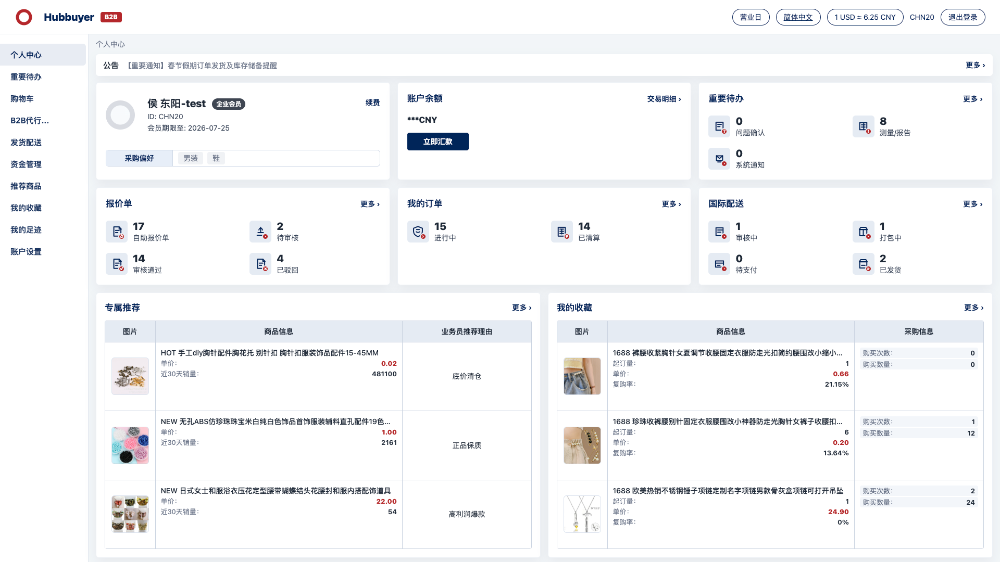 Hubbuyer B2B
营业日
简体中文
1 USD ≈ 6.25 CNY
CHN20
退出登录
个人中心
重要待办
购物车
B2B代行...
发货配送
资金管理
推荐商品
我的收藏
我的足迹
账户设置
个人中心
公告 【重要通知】春节假期订单发货及库存储备提醒
更多 ›
侯 东阳-test 企业会员
续费
ID: CHN20
会员期限至: 2026-07-25
采购偏好 男装 鞋
账户余额
交易明细 ›
***CNY
立即汇款
重要待办
更多 ›
0
问题确认
8
测量/报告
0
系统通知
报价单
更多 ›
17
自助报价单
2
待审核
14
审核通过
4
已驳回
我的订单
更多 ›
15
进行中
14
已清算
国际配送
更多 ›
1
审核中
1
打包中
0
待支付
2
已发货
专属推荐
更多 ›
图片 商品信息 业务员推荐理由
HOT 手工diy胸针配件胸花托 别针扣 胸针扣服装饰品配件15-45MM
单价: 0.02
近30天销量: 481100
底价清仓
NEW 无孔ABS仿珍珠珠宝米白纯白色饰品首饰服装辅料直孔配件19色...
单价: 1.00
近30天销量: 2161
正品保质
NEW 日式女士和服浴衣压花定型腰带蝴蝶结头花腰封和服内搭配饰道具
单价: 22.00
近30天销量: 54
高利润爆款
我的收藏
更多 ›
图片 商品信息 采购信息
1688 裤腰收紧胸针女夏调节收腰固定衣服防走光扣简约腰围改小缩小...
起订量: 1
单价: 0.66
复购率: 21.15%
购买次数: 0
购买数量: 0
1688 珍珠收裤腰别针固定衣服腰围改小神器防走光胸针女裤子收腰扣...
起订量: 6
单价: 0.20
复购率: 13.64%
购买次数: 1
购买数量: 12
1688 欧美热销不锈钢锤子项链定制名字项链男款骨灰盒项链可打开吊坠
起订量: 1
单价: 24.90
复购率: 0%
购买次数: 2
购买数量: 24